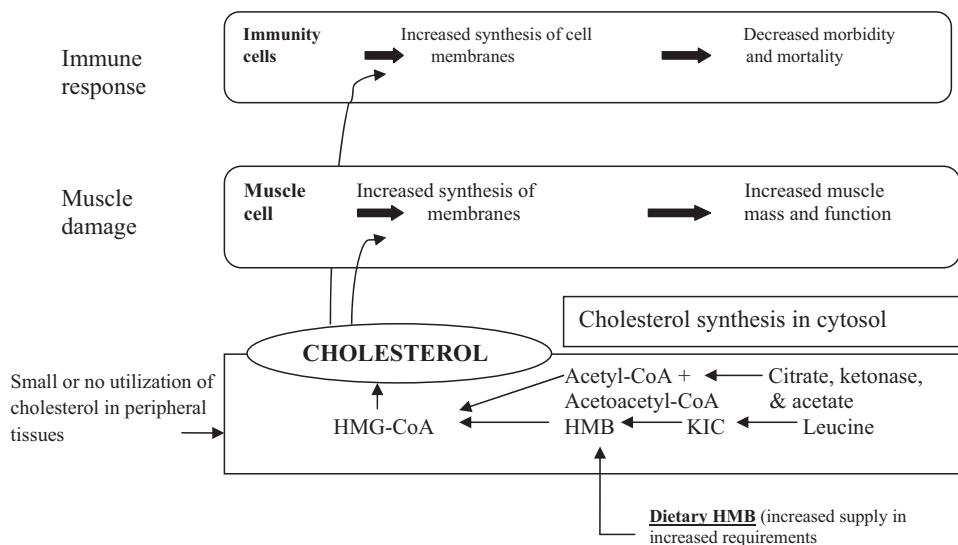 Immune
response
Immunity
cells
Increased synthesis of cell
membranes
Decreased morbidity
and mortality
Muscle
damage
Muscle
cell
Increased synthesis of
membranes
Increased muscle
mass and function
Cholesterol synthesis in cytosol
CHOLESTEROL
Small or no utilization of
cholesterol in peripheral
tissues
Acetyl-CoA +
Acetoacetyl-CoA
Citrate, ketonase,
& acetate
HMG-CoA
HMB
KIC
Leucine
Dietary HMB (increased supply in
increased requirements